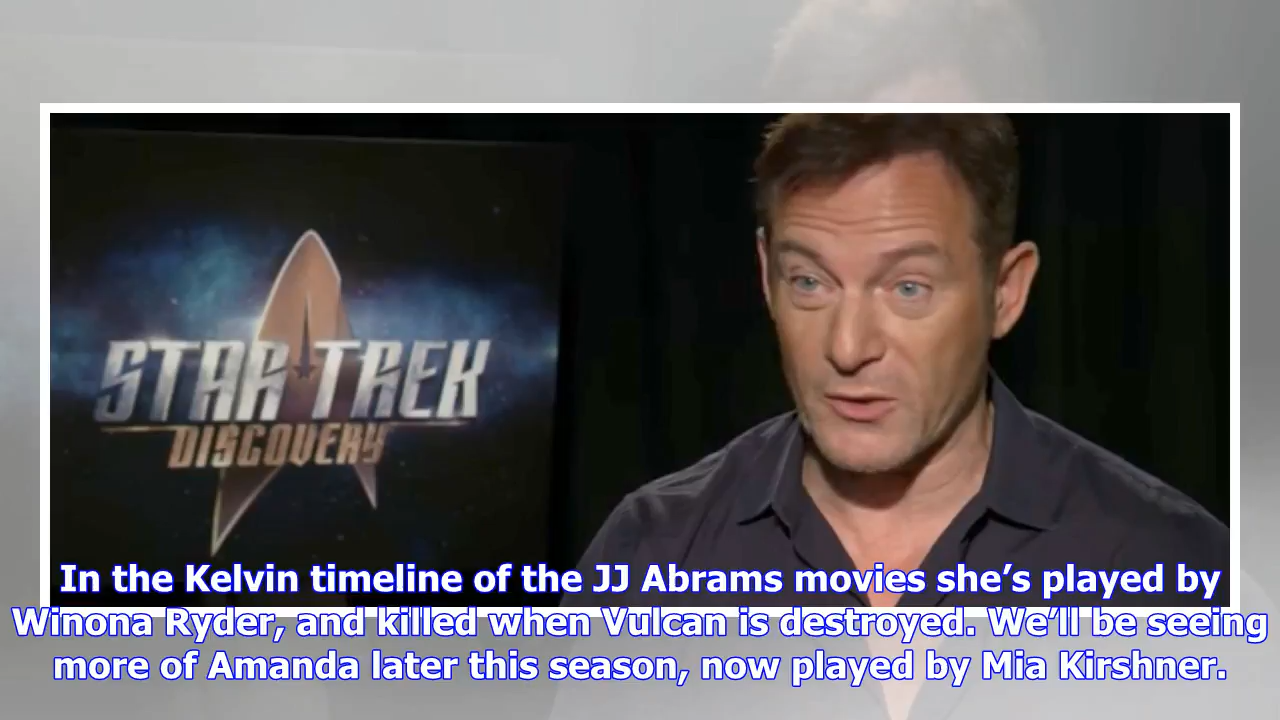 STAR TREK
DISCOVERY
In the Kelvin timeline of the JJ Abrams movies she’s played by
Winona Ryder, and killed when Vulcan is destroyed. We’ll be seeing
more of Amanda later this season, now played by Mia Kirshner.